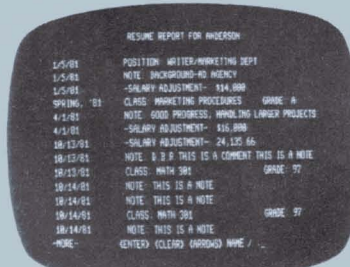 RESUME REPORT FOR ANDERSON
1/5/81 POSITION: WRITER/MARKETING DEPT
1/5/81 NOTE: BACKGROUND-AD AGENCY
1/5/81 -SALARY ADJUSTMENT- $14,000
SPRING, '81 CLASS: MARKETING PROCEDURES GRADE: A-
4/1/81 NOTE: GOOD PROGRESS, HANDLING LARGER PROJECTS
4/1/81 -SALARY ADJUSTMENT- $16,000
10/13/81 -SALARY ADJUSTMENT- 24,135.66
10/13/81 NOTE: THIS IS A COMMENT THIS IS A NOTE
10/13/81 CLASS: MATH 301 GRADE: 97
10/14/81 NOTE: THIS IS A NOTE
10/14/81 NOTE: THIS IS A NOTE
10/14/81 CLASS: MATH 301 GRADE: 97
10/14/81 NOTE: THIS IS A NOTE
-MORE- (ENTER) (CLEAR) (ARROWS) NAME /